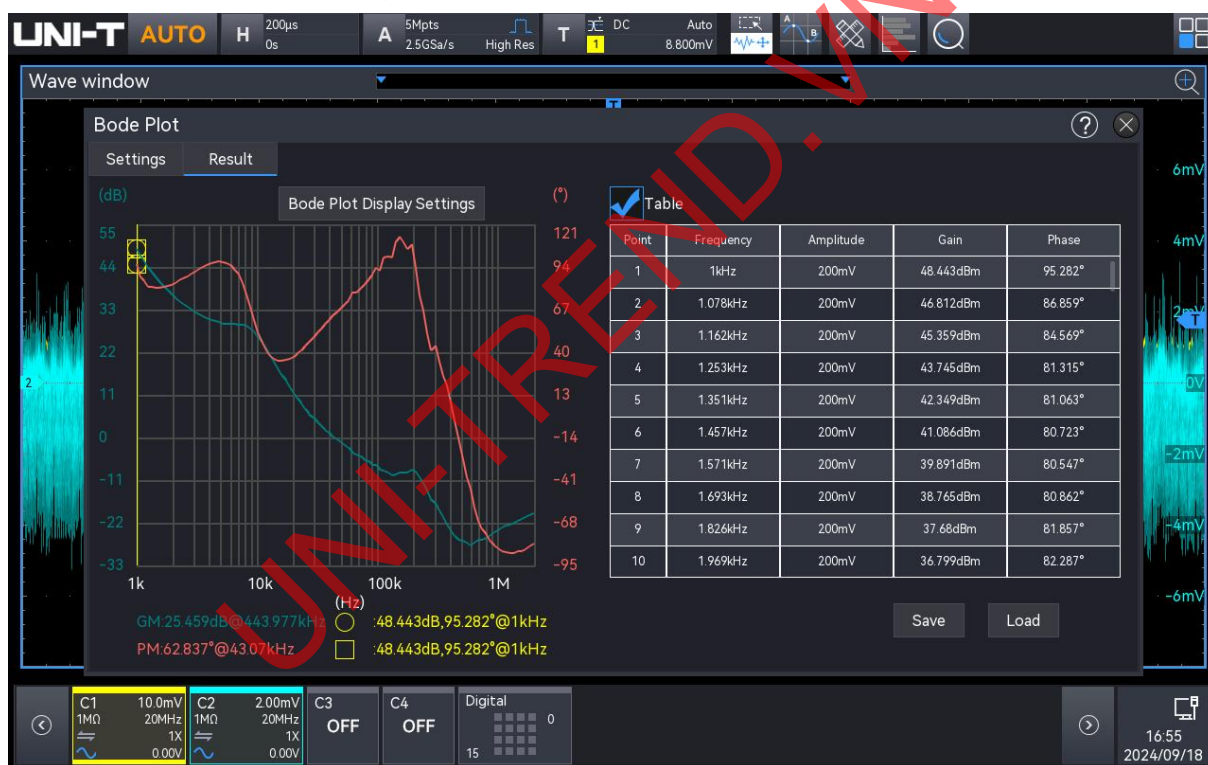 UNI-T AUTO H 200μs 0s A 5Mpts 2.5GSa/s High Res T 1 DC Auto 8.800mV A B
Wave window
T
Bode Plot ?
Settings Result
(dB) Bode Plot Display Settings (°) Table
55 121
44 94
33 67
22 40
11 13
0 -14
-11 -41
-22 -68
-33 -95
1k 10k 100k 1M
(Hz)
GM:25.459dB@443.977kHz :48.443dB,95.282°@1kHz
PM:62.837°@43.07kHz :48.443dB,95.282°@1kHz
Point Frequency Amplitude Gain Phase
1 1kHz 200mV 48.443dBm 95.282°
2 1.078kHz 200mV 46.812dBm 86.859°
3 1.162kHz 200mV 45.359dBm 84.569°
4 1.253kHz 200mV 43.745dBm 81.315°
5 1.351kHz 200mV 42.349dBm 81.063°
6 1.457kHz 200mV 41.086dBm 80.723°
7 1.571kHz 200mV 39.891dBm 80.547°
8 1.693kHz 200mV 38.765dBm 80.862°
9 1.826kHz 200mV 37.68dBm 81.857°
10 1.969kHz 200mV 36.799dBm 82.287°
Save Load
6mV
4mV
2mV
T
0V
-2mV
-4mV
-6mV
2
UNI-TREND.VN
C1 10.0mV C2 2.00mV C3 C4 Digital
1MΩ 20MHz 1MΩ 20MHz OFF OFF 0
1X 1X
0.00V 0.00V 15
16:55
2024/09/18